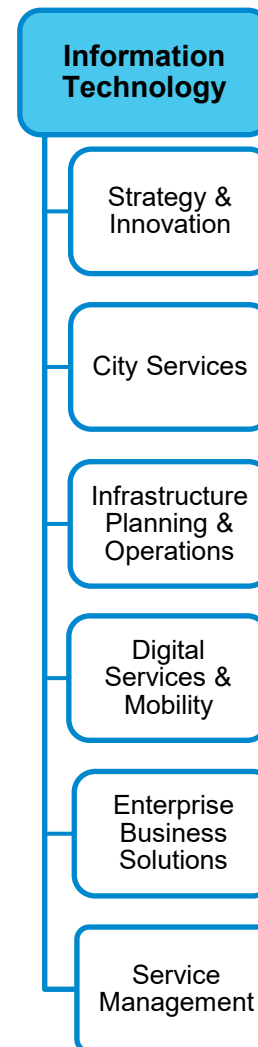 Information
Technology
Strategy &
Innovation
City Services
Infrastructure
Planning &
Operations
Digital
Services &
Mobility
Enterprise
Business
Solutions
Service
Management